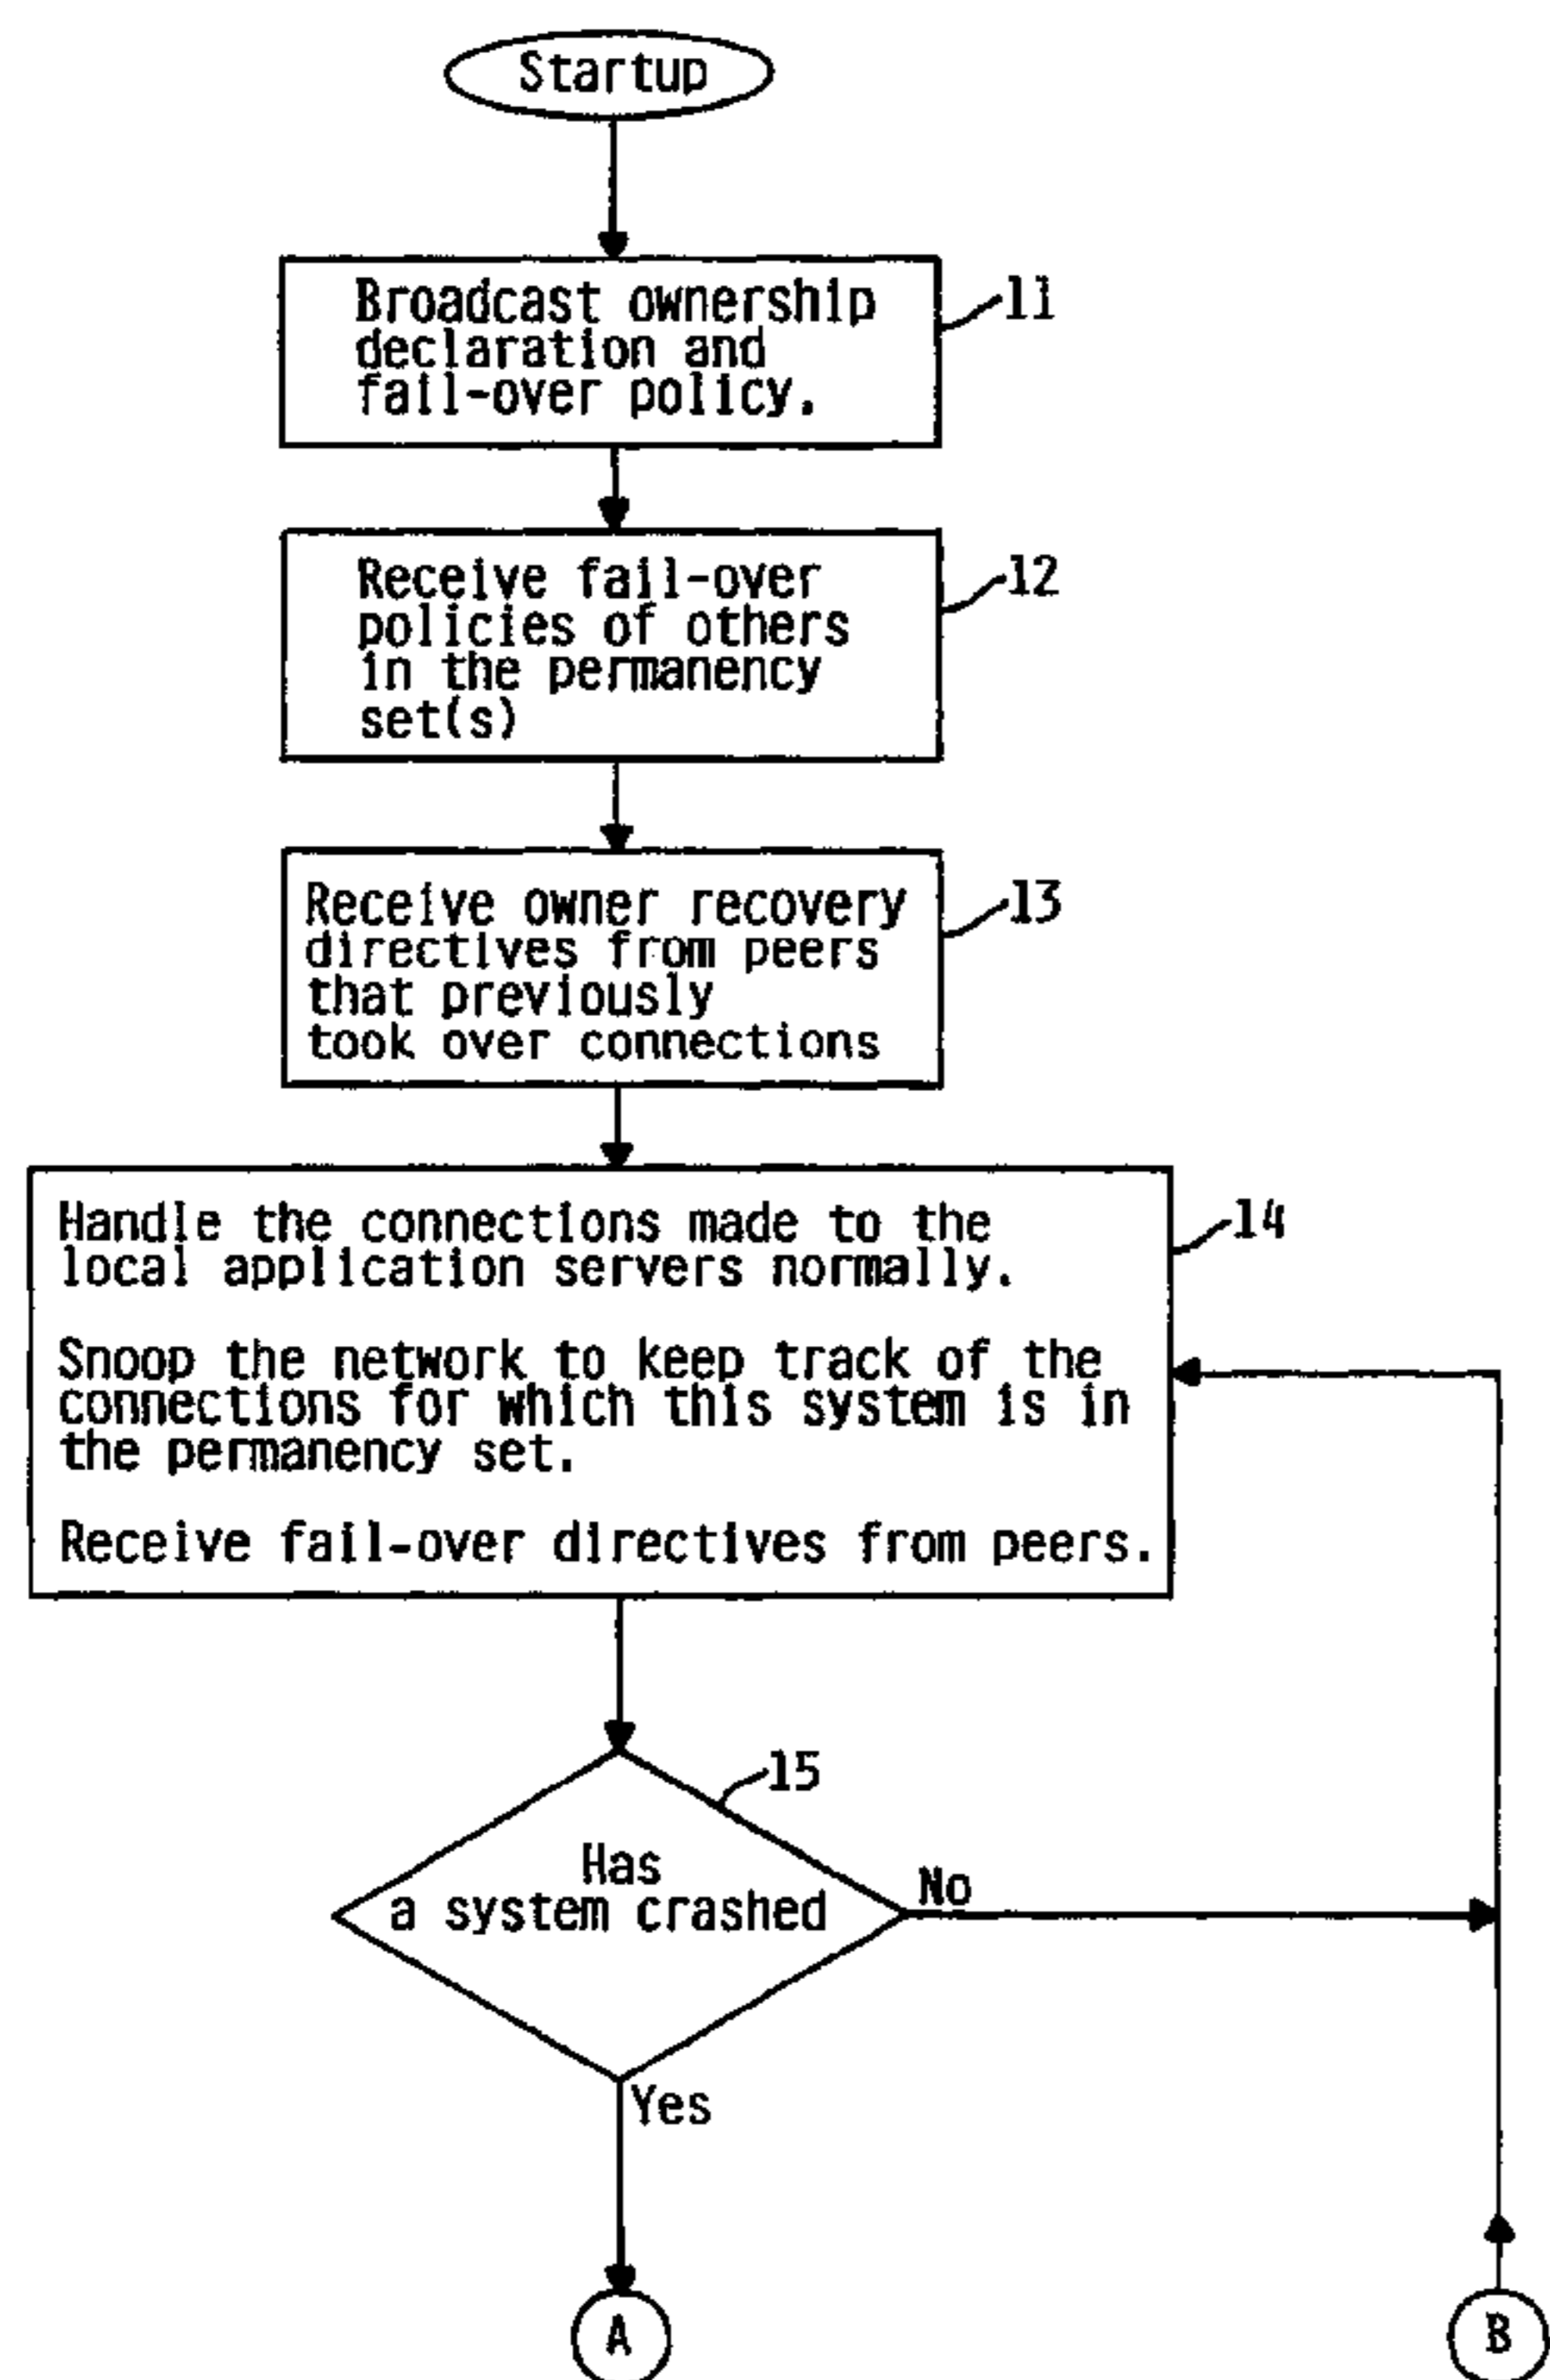 Startup
Broadcast ownership
declaration and
fail-over policy.
11
Receive fail-over
policies of others
in the permanency
set(s)
12
Receive owner recovery
directives from peers
that previously
took over connections
13
Handle the connections made to the
local application servers normally.
14
Snoop the network to keep track of the
connections for which this system is in
the permanency set.
Receive fail-over directives from peers.
15
Has
a system crashed
No
Yes
A
B